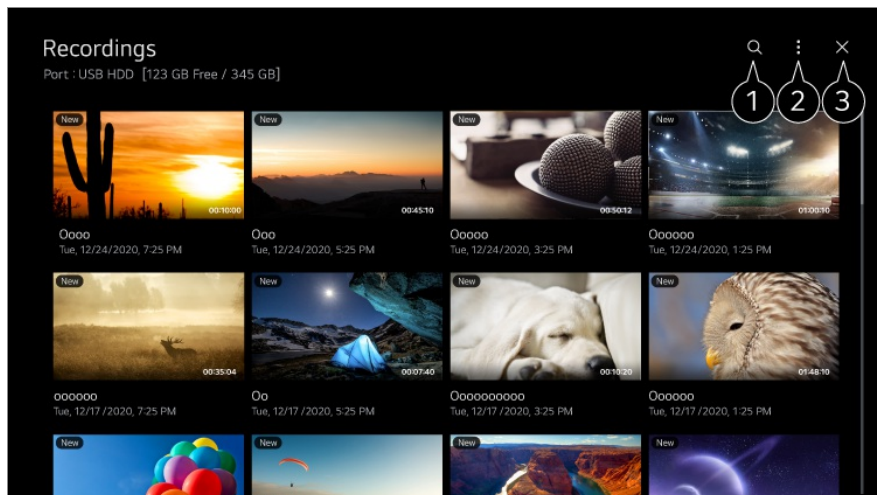 Recordings
Port : USB HDD [123 GB Free / 345 GB]
1 2 3
New New New New
00:10:00 00:45:10 00:50:12 01:00:10
Oooo Ooo Ooooo Oooooo
Tue, 12/24/2020, 7:25 PM Tue, 12/24/2020, 5:25 PM Tue, 12/24/2020, 3:25 PM Tue, 12/24/2020, 1:25 PM
New New New New
00:35:04 00:07:40 00:10:20 01:48:10
oooooo Oo Oooooooooo Oooooo
Tue, 12/17 /2020, 7:25 PM Tue, 12/17 /2020, 5:25 PM Tue, 12/17 /2020, 3:25 PM Tue, 12/17 /2020, 1:25 PM
New New New New